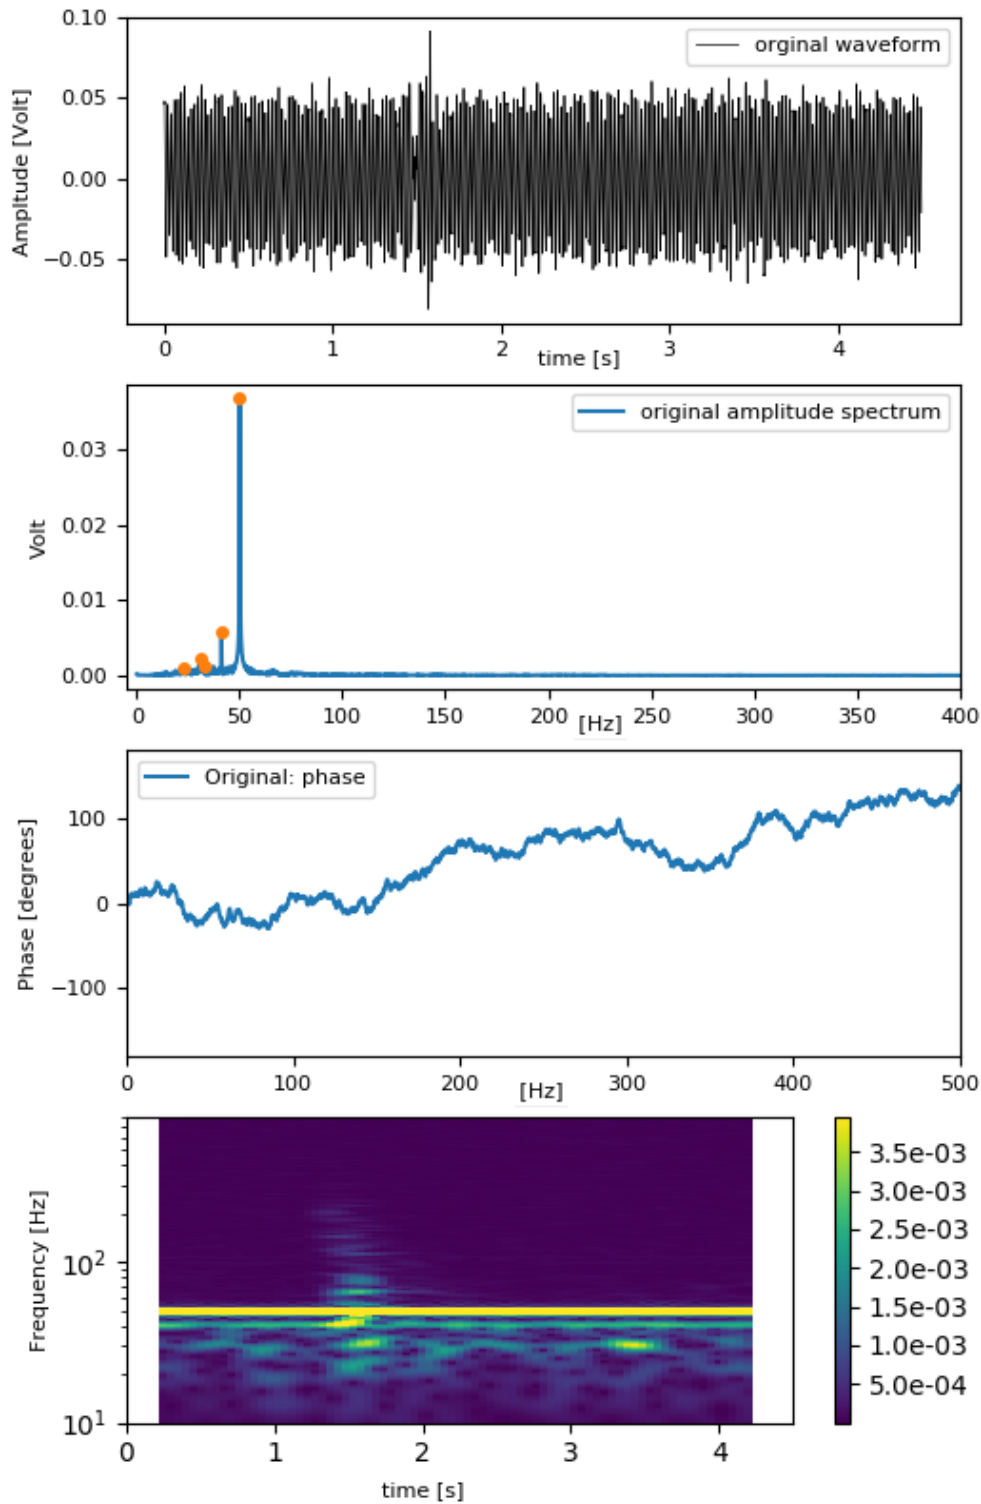 0.10
0.05
0.00
−0.05
Ampltude [Volt]
orginal waveform
0 1 2 3 4
time [s]
0.03
0.02
0.01
0.00
Volt
original amplitude spectrum
0 50 100 150 200 250 300 350 400
[Hz]
100
0
−100
Phase [degrees]
Original: phase
0 100 200 300 400 500
[Hz]
10²
10¹
Frequency [Hz]
0 1 2 3 4
time [s]
3.5e-03
3.0e-03
2.5e-03
2.0e-03
1.5e-03
1.0e-03
5.0e-04